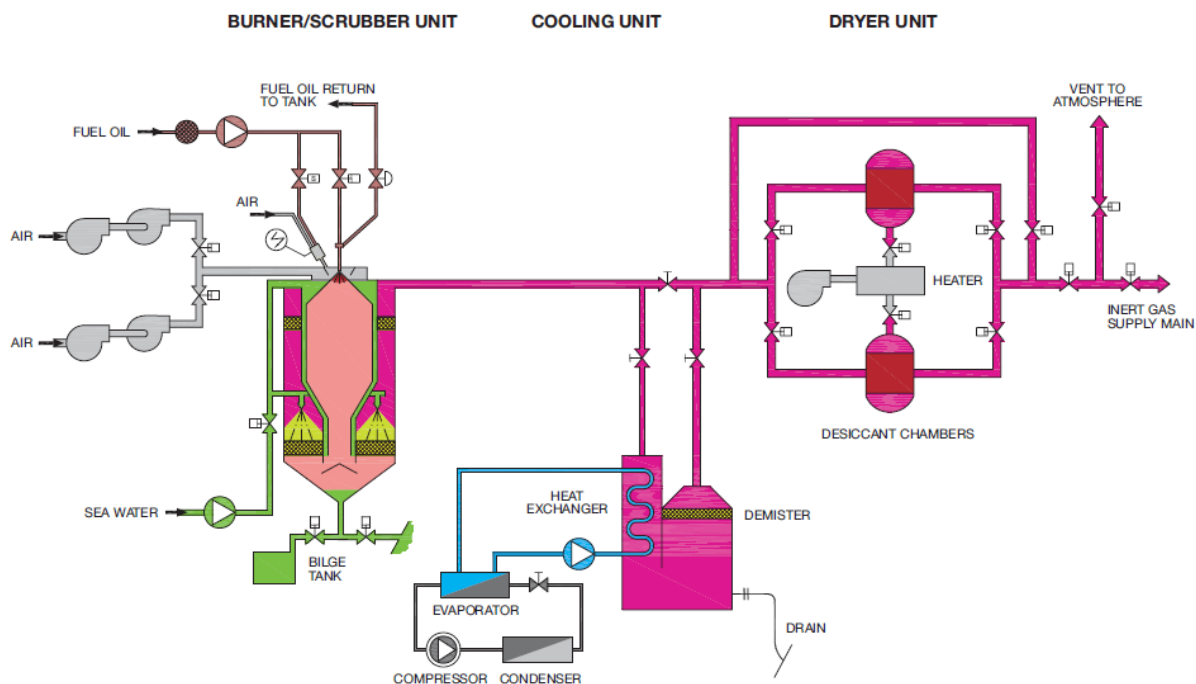 BURNER/SCRUBBER UNIT
COOLING UNIT
DRYER UNIT
FUEL OIL RETURN
TO TANK
VENT TO
ATMOSPHERE
FUEL OIL
AIR
AIR
HEATER
INERT GAS
SUPPLY MAIN
AIR
DESICCANT CHAMBERS
SEA WATER
HEAT
EXCHANGER
DEMISTER
BILGE
TANK
EVAPORATOR
DRAIN
COMPRESSOR
CONDENSER